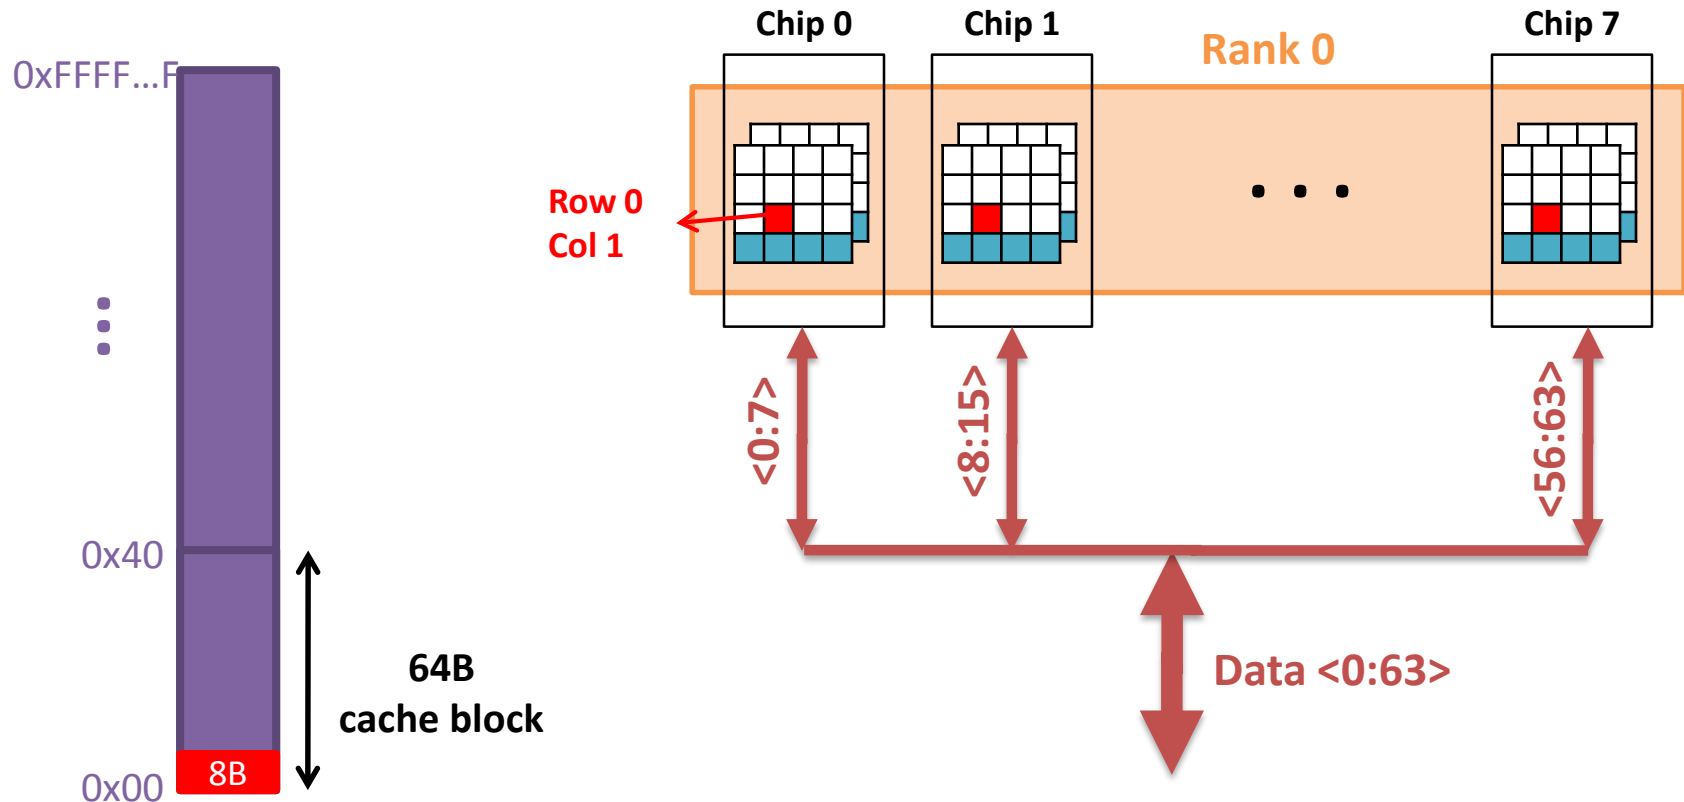 Chip 0
Chip 1
Chip 7
Rank 0
0xFFFF...F
Row 0
Col 1
<0:7>
<8:15>
<56:63>
0x40
64B
cache block
Data <0:63>
8B
0x00